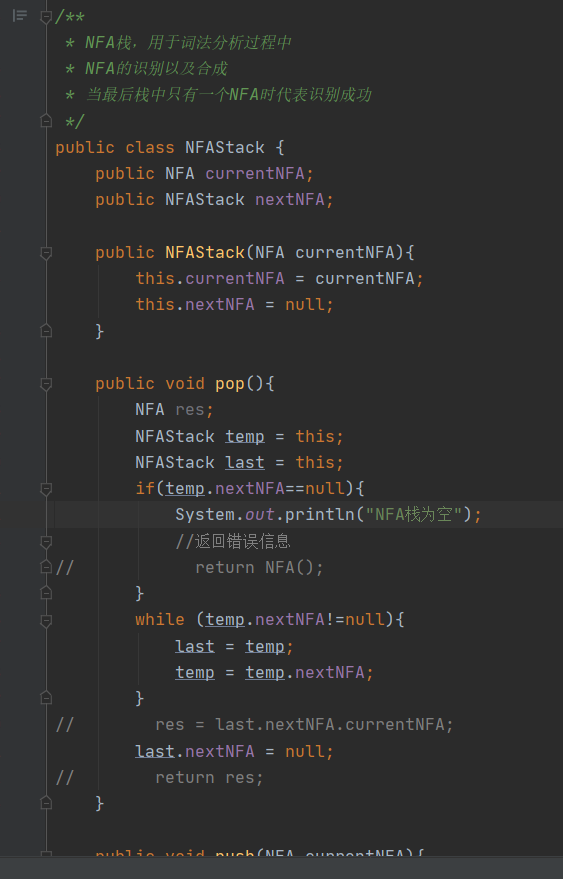 /**
 * NFA栈，用于词法分析过程中
 * NFA的识别以及合成
 * 当最后栈中只有一个NFA时代表识别成功
 */
public class NFAStack {
    public NFA currentNFA;
    public NFAStack nextNFA;

    public NFAStack(NFA currentNFA){
        this.currentNFA = currentNFA;
        this.nextNFA = null;
    }

    public void pop(){
        NFA res;
        NFAStack temp = this;
        NFAStack last = this;
        if(temp.nextNFA==null){
            System.out.println("NFA栈为空");
            //返回错误信息
//            return NFA();
        }
        while (temp.nextNFA!=null){
            last = temp;
            temp = temp.nextNFA;
        }
//        res = last.nextNFA.currentNFA;
        last.nextNFA = null;
//        return res;
    }

    public void push(NFA currentNFA){